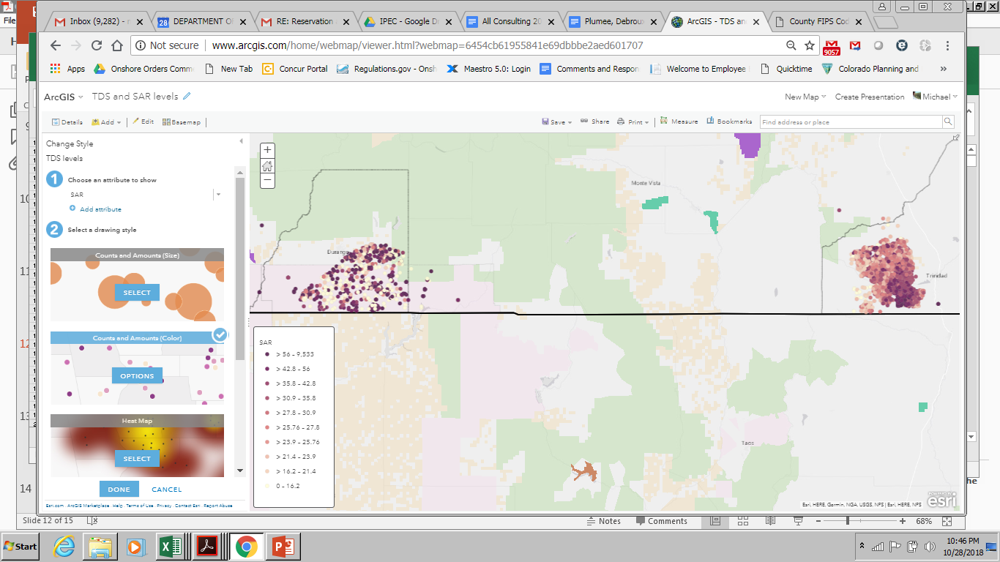 File
Inbox (9,282) - r
28 DEPARTMENT O
RE: Reservation
IPEC - Google Dr
All Consulting 20
Plumee, Debrou
ArcGIS - TDS an
County FIPS Cod
Not secure | www.arcgis.com/home/webmap/viewer.html?webmap=6454cb61955841e69dbbbe2aed601707
9057
Apps
Onshore Orders Comm
New Tab
Concur Portal
Regulations.gov - Onsh
Maestro 5.0: Login
Comments and Respon
Welcome to Employee
Quicktime
Colorado Planning and
»
ArcGIS
TDS and SAR levels
New Map
Create Presentation
Michael
Details
Add
Edit
Basemap
Save
Share
Print
Measure
Bookmarks
Find address or place
Change Style
TDS levels
1 Choose an attribute to show
SAR
Add attribute
2 Select a drawing style
Counts and Amounts (Size)
SELECT
Counts and Amounts (Color)
OPTIONS
Heat Map
SELECT
DONE CANCEL
Esri.com . ArcGIS Marketplace . Help . Terms of Use . Privacy . Contact Esri . Report Abuse
+
−
Monte Vista
Durango
Trinidad
Taos
SAR
> 56 - 9,533
> 42.8 - 56
> 35.8 - 42.8
> 30.9 - 35.8
> 27.8 - 30.9
> 25.76 - 27.8
> 23.9 - 25.76
> 21.4 - 23.9
> 16.2 - 21.4
0 - 16.2
Esri, HERE, Garmin, NGA, USGS, NPS | Esri, HERE, NPS
esri
9
10
11
12
13
14
he
Slide 12 of 15
Notes
Comments
68%
Start
10:46 PM
10/28/2018